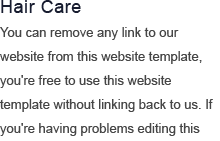 Hair Care
You can remove any link to our
website from this website template,
you're free to use this website
template without linking back to us. If
you're having problems editing this